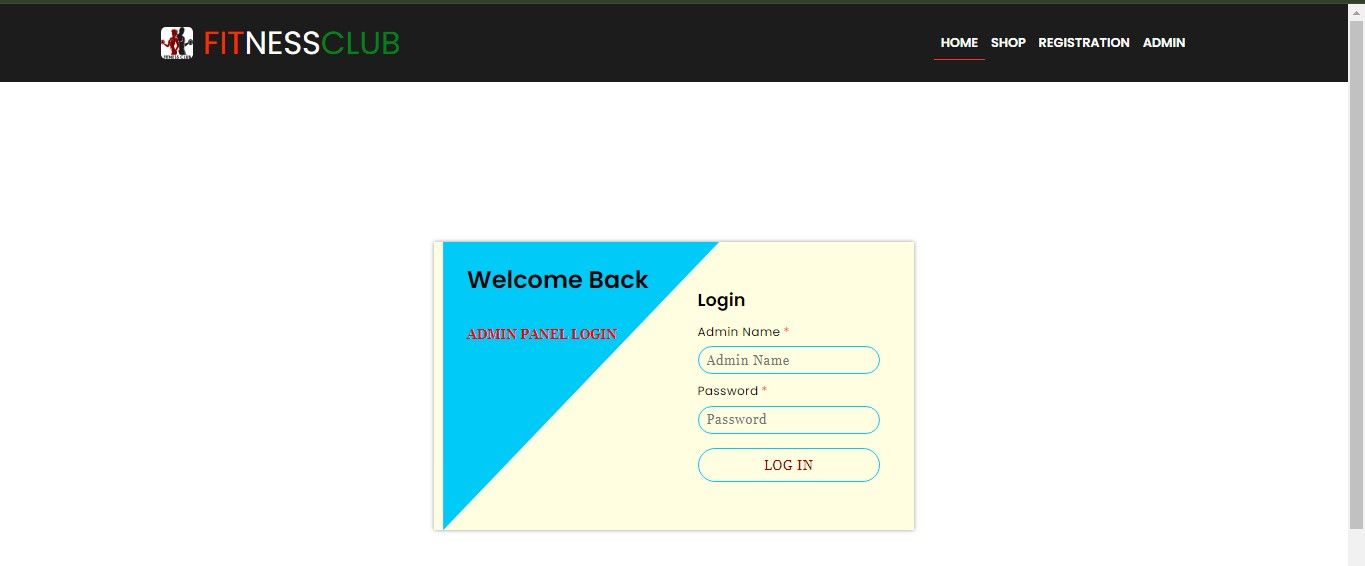 FITNESSCLUB
HOME SHOP REGISTRATION ADMIN
Welcome Back
ADMIN PANEL LOGIN
Login
Admin Name *
Admin Name
Password *
Password
LOG IN